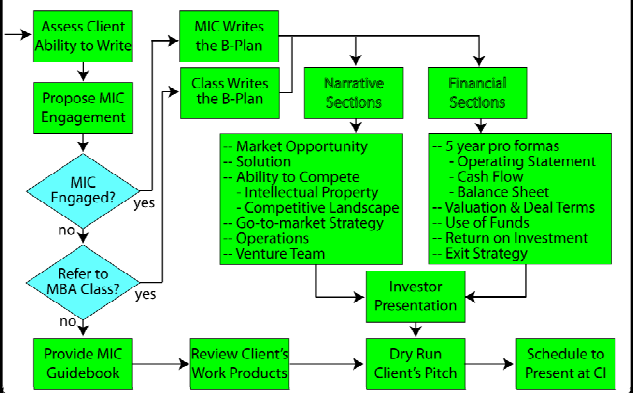 Assess Client
Ability to Write
MIC Writes
the B-Plan
Class Writes
the B-Plan
Narrative
Sections
Financial
Sections
Propose MIC
Engagement
MIC
Engaged?
yes
no
Refer to
MBA Class?
yes
no
-- Market Opportunity
-- Solution
-- Ability to Compete
- Intellectual Property
- Competitive Landscape
-- Go-to-market Strategy
-- Operations
-- Venture Team
-- 5 year pro formas
- Operating Statement
- Cash Flow
- Balance Sheet
-- Valuation & Deal Terms
-- Use of Funds
-- Return on Investment
-- Exit Strategy
Investor
Presentation
Provide MIC
Guidebook
Review Client's
Work Products
Dry Run
Client's Pitch
Schedule to
Present at CI